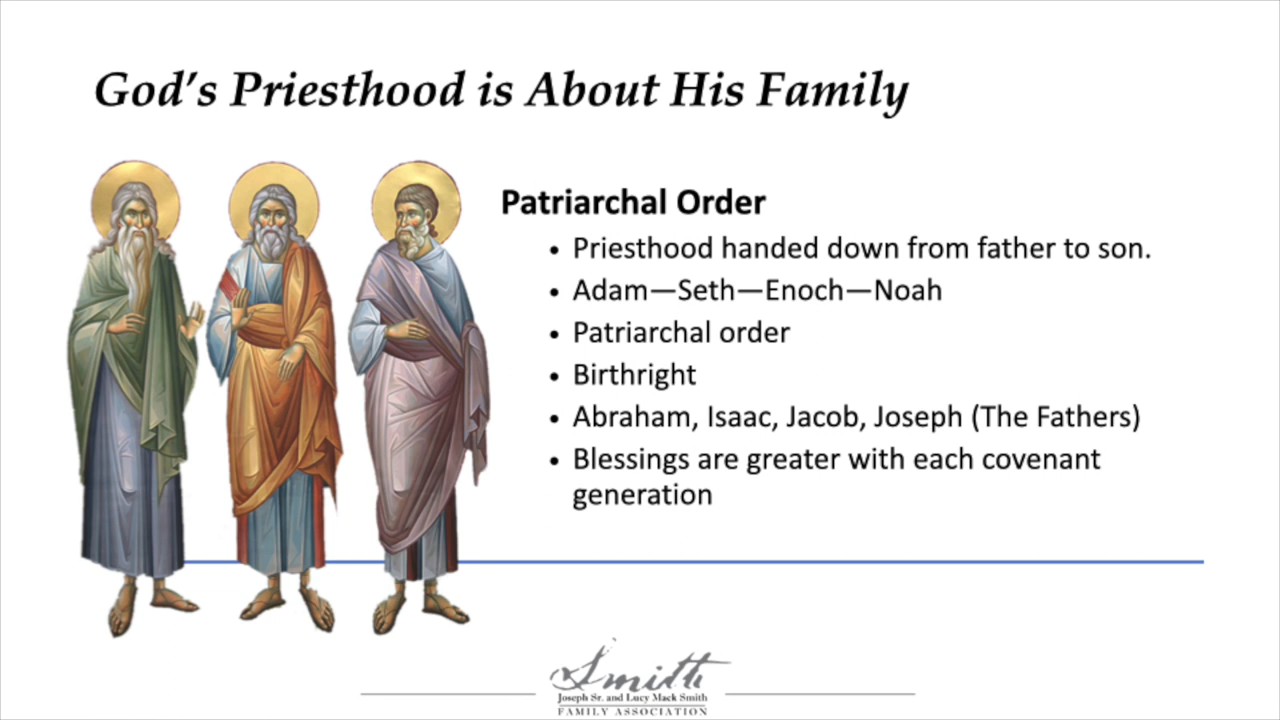 God's Priesthood is About His Family
Patriarchal Order
• Priesthood handed down from father to son.
• Adam—Seth—Enoch—Noah
• Patriarchal order
• Birthright
• Abraham, Isaac, Jacob, Joseph (The Fathers)
• Blessings are greater with each covenant
generation
Smith
Joseph Sr. and Lucy Mack Smith
FAMILY ASSOCIATION